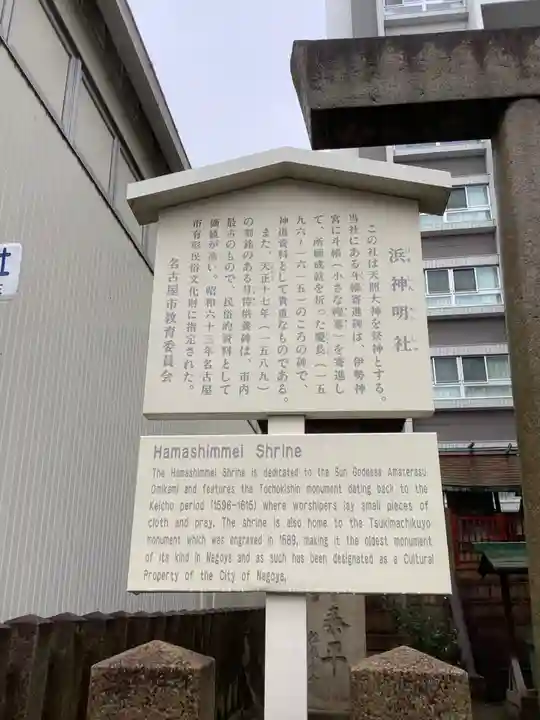 浜神明社
この社は天照大神を祭神とする。
当社にある斗帳寄進碑は、伊勢神
宮に斗帳（小さな
て、所願成就を祈った慶長（一五
九六〜一六一五）のころの碑で、
神道資料として貴重なものである。
また、天正十七年（一五八九）
の刻銘のある月待供養碑は、市内
最古のもので、民俗的資料として
価値が高い。昭和六十三年名古屋
市有形民俗文化財に指定された。
名古屋市教育委員会
Hamashimmei Shrine
The Hamashimmei Shrine is dedicated to the Sun Goddess Amaterasu
Omikami and features the Tochokishin monument dating back to the
Keicho period (1596-1615) where worshipers lay small pieces of
cloth and pray. The shrine is also home to the Tsukimachikuyo
monument which was engraved in 1589, making it the oldest monument
of its kind in Nagoya and as such has been designated as a Cultural
Property of the City of Nagoya.
社
奉平